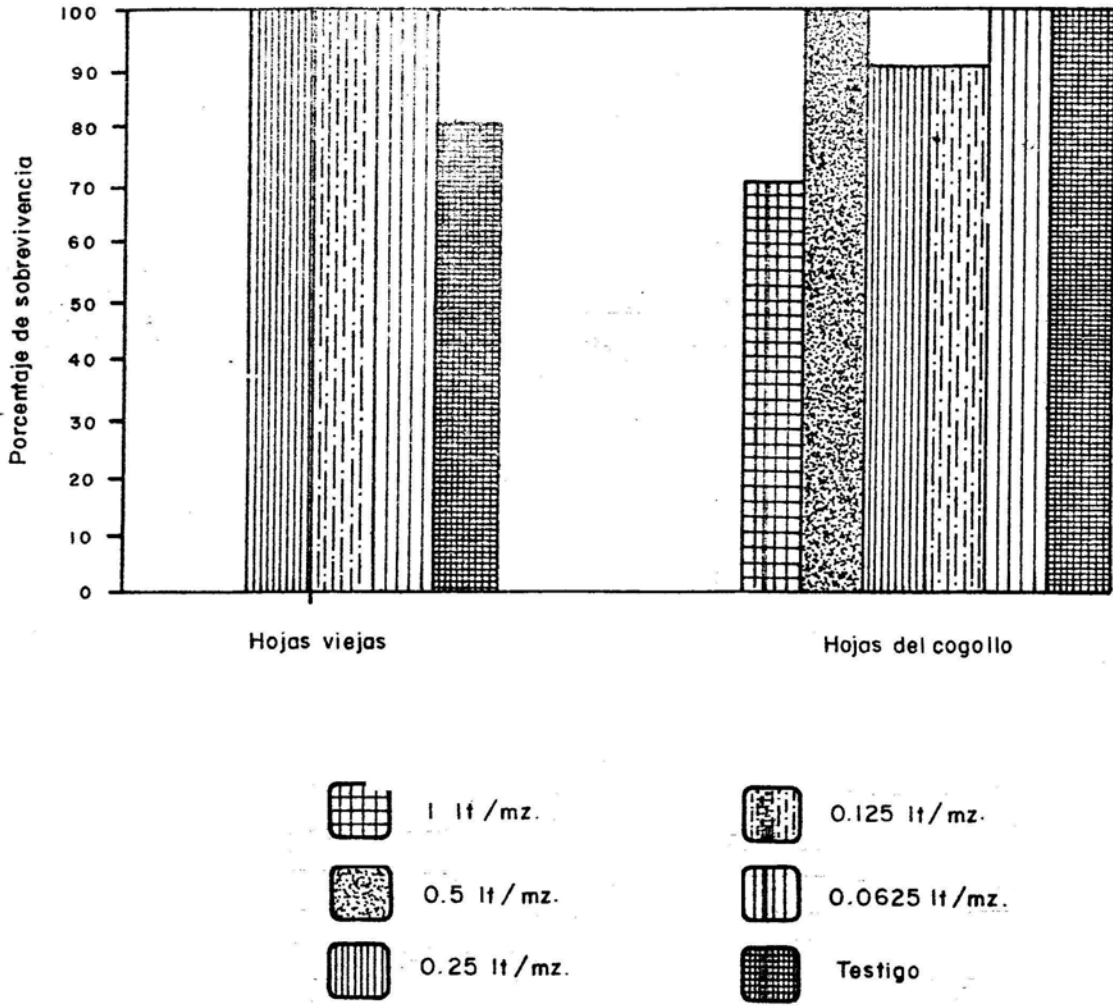 Porcentaje de sobrevivencia
100
90
80
70
60
50
40
30
20
10
0
Hojas viejas
Hojas del cogollo
1 lt/mz.
0.5 lt/mz.
0.25 lt/mz.
0.125 lt/mz.
0.0625 lt/mz.
Testigo